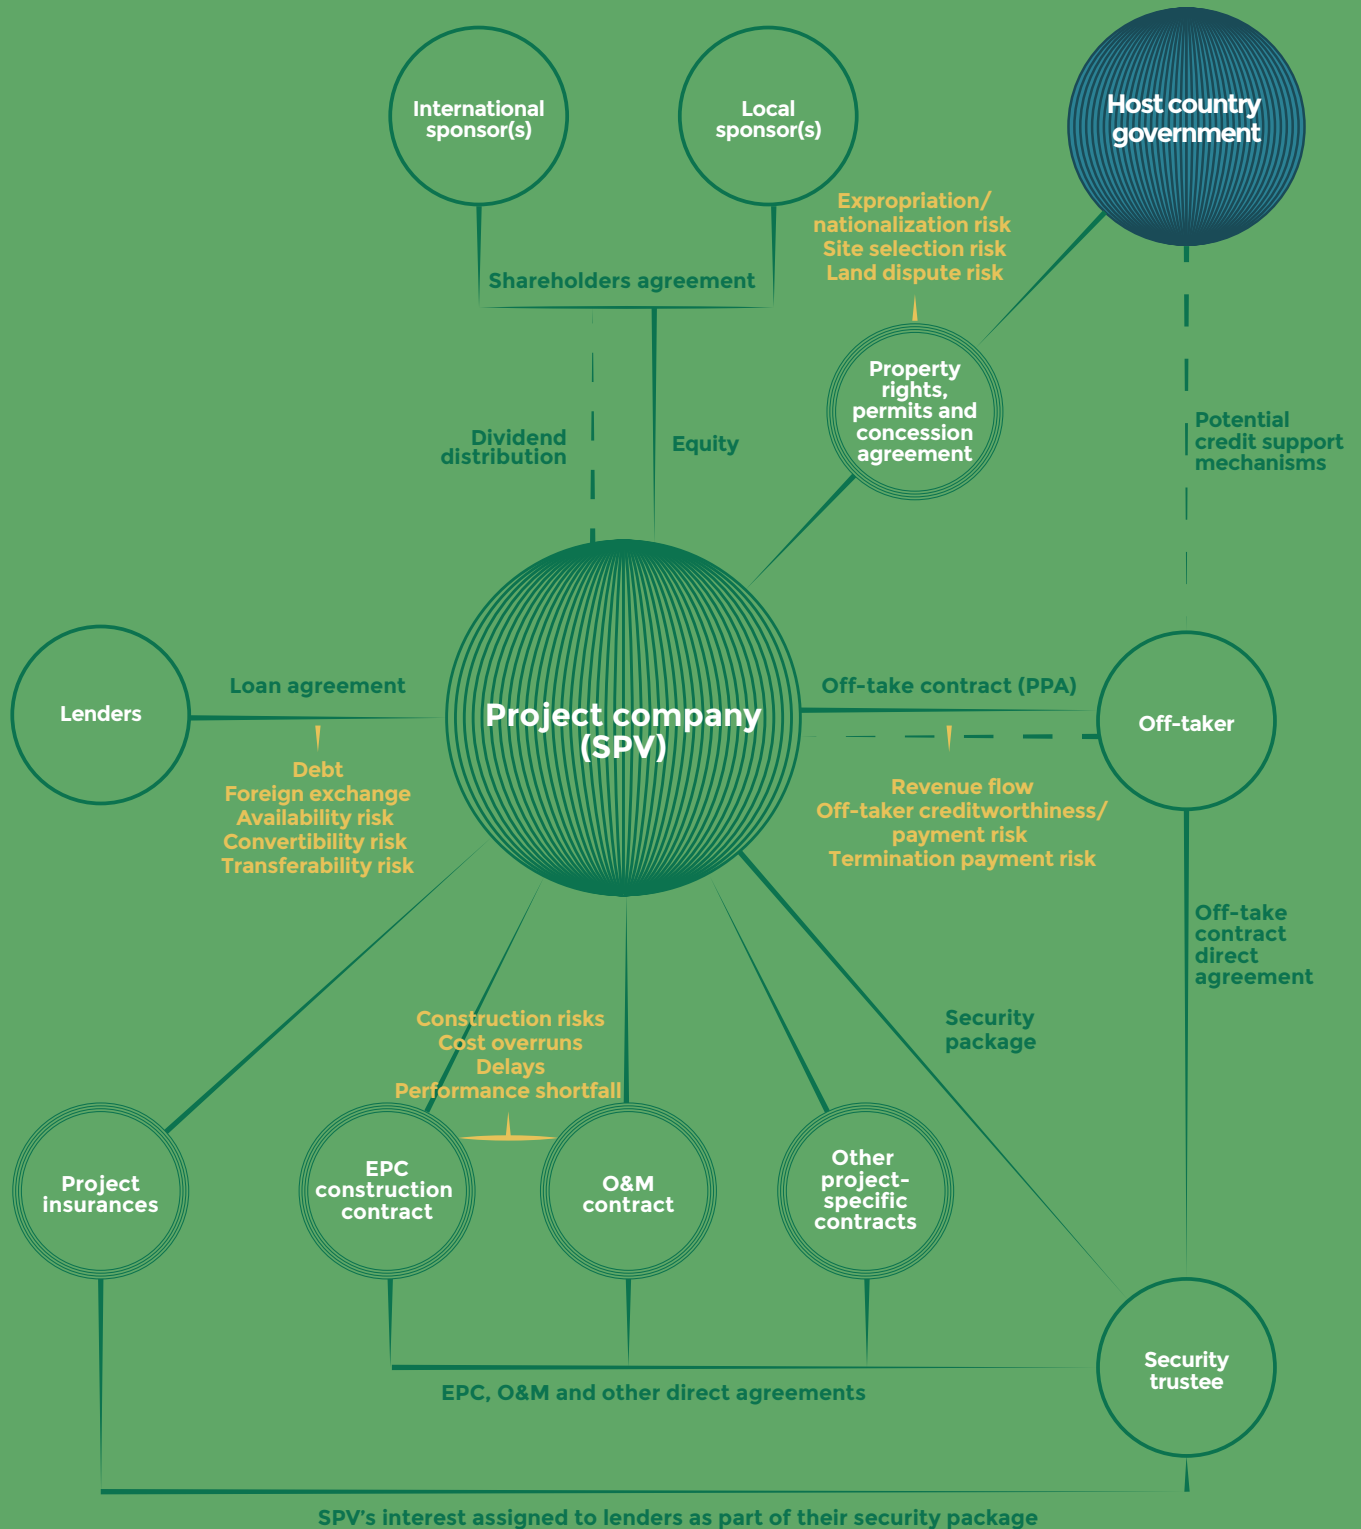 International
sponsor(s)
Local
sponsor(s)
Host country
government
Expropriation/
nationalization risk
Site selection risk
Land dispute risk
Shareholders agreement
Property
rights,
permits and
concession
agreement
Dividend
distribution
Equity
Potential
credit support
mechanisms
Lenders
Loan agreement
Project company
(SPV)
Off-take contract (PPA)
Off-taker
Debt
Foreign exchange
Availability risk
Convertibility risk
Transferability risk
Revenue flow
Off-taker creditworthiness/
payment risk
Termination payment risk
Off-take
contract
direct
agreement
Security
package
Construction risks
Cost overruns
Delays
Performance shortfall
Project
insurances
EPC
construction
contract
O&M
contract
Other
project-
specific
contracts
Security
trustee
EPC, O&M and other direct agreements
SPV's interest assigned to lenders as part of their security package